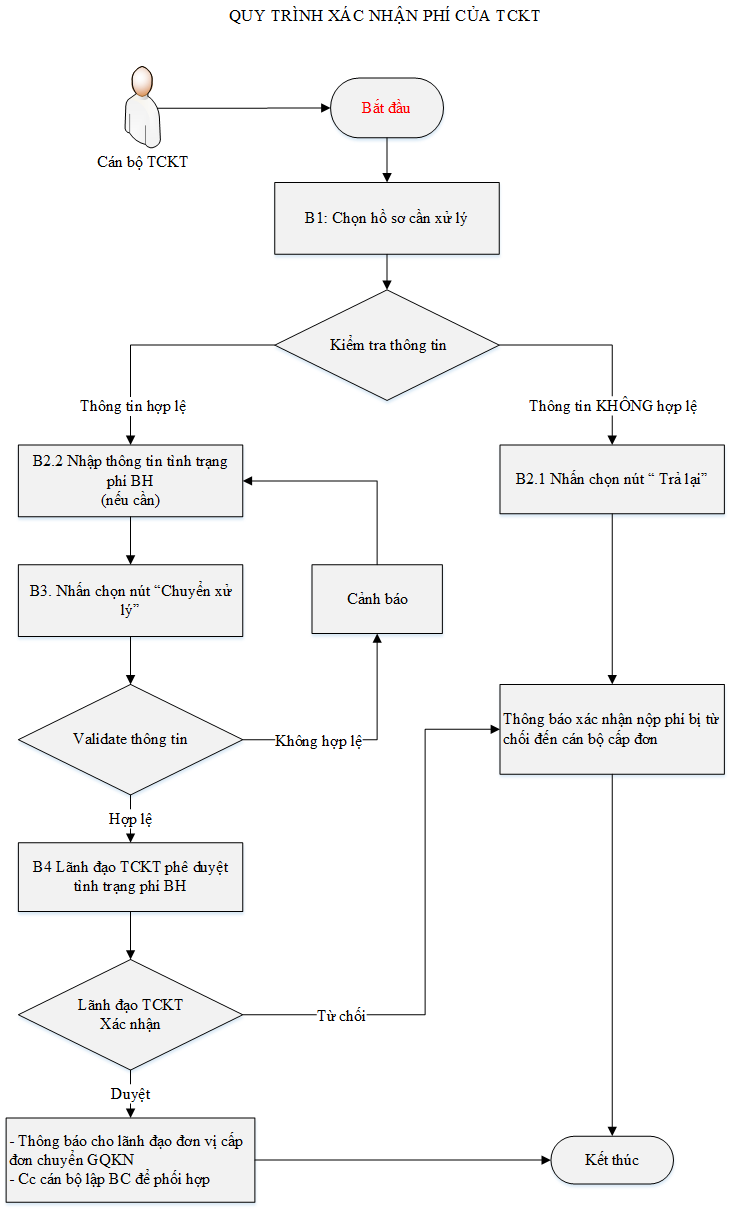 QUY TRÌNH XÁC NHẬN PHÍ CỦA TCKT
Cán bộ TCKT
Bắt đầu
B1: Chọn hồ sơ cần xử lý
Kiểm tra thông tin
Thông tin hợp lệ
Thông tin KHÔNG hợp lệ
B2.2 Nhập thông tin tình trạng
phí BH
(nếu cần)
B2.1 Nhấn chọn nút “ Trả lại”
B3. Nhấn chọn nút “Chuyển xử
lý”
Cảnh báo
Validate thông tin
Không hợp lệ
Thông báo xác nhận nộp phí bị từ
chối đến cán bộ cấp đơn
Hợp lệ
B4 Lãnh đạo TCKT phê duyệt
tình trạng phí BH
Lãnh đạo TCKT
Xác nhận
Từ chối
Duyệt
- Thông báo cho lãnh đạo đơn vị cấp
đơn chuyển GQKN
- Cc cán bộ lập BC để phối hợp
Kết thúc